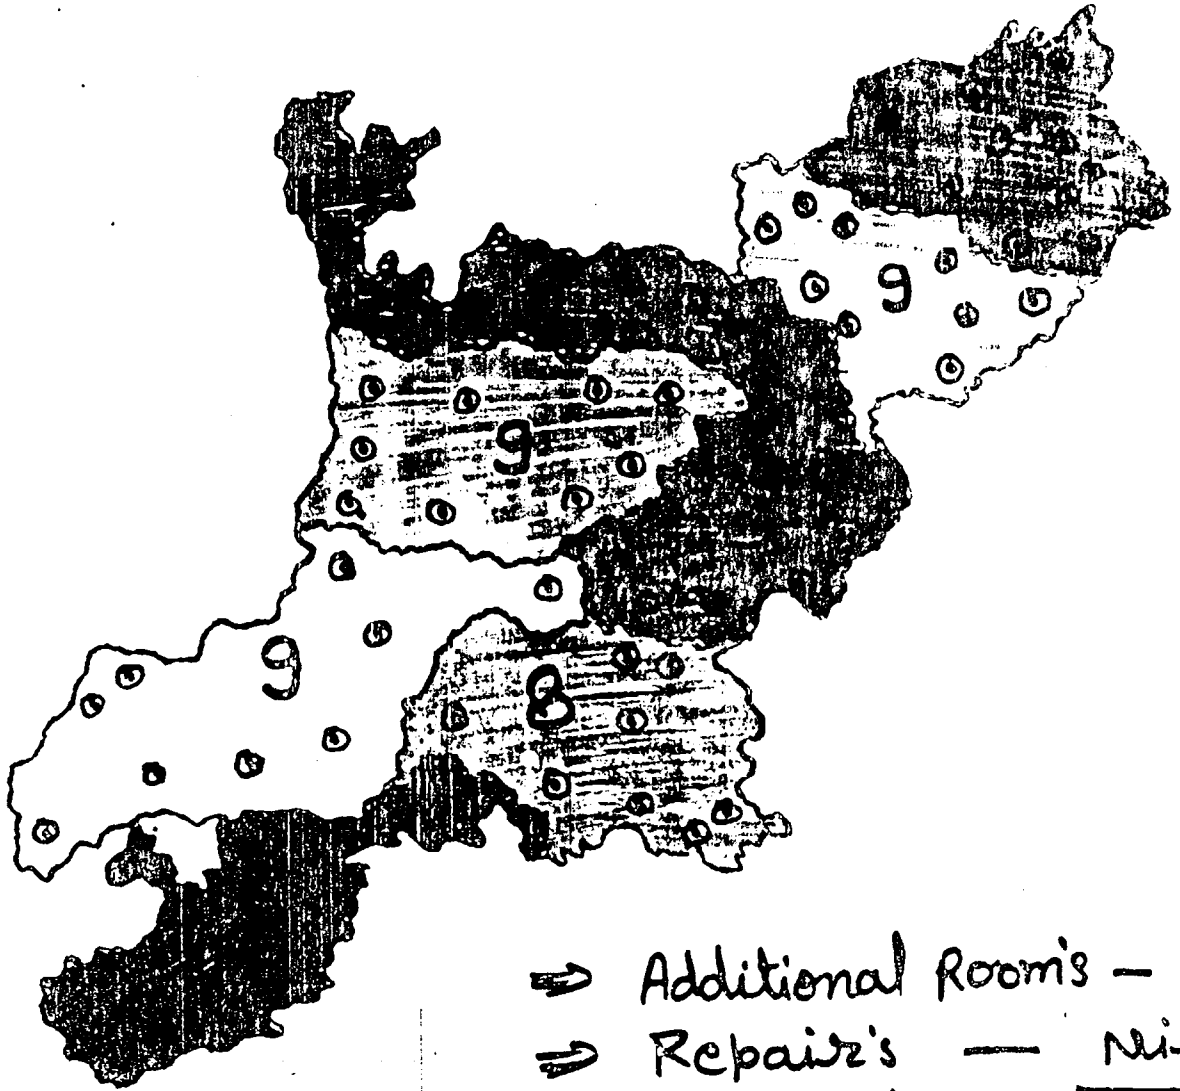 9
9
9
8
⇒ Additional Room's —
⇒ Repair's — Ni-